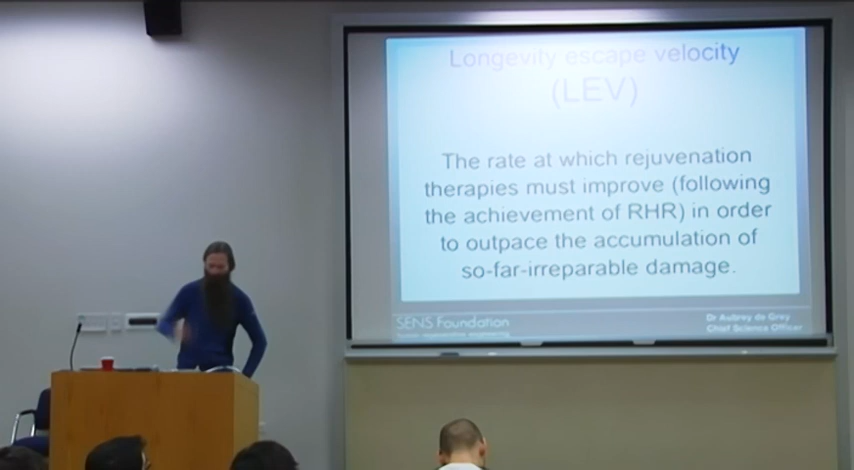 Longevity escape velocity
(LEV)
The rate at which rejuvenation
therapies must improve (following
the achievement of RHR) in order
to outpace the accumulation of
so-far-irreparable damage.
SENS Foundation
Dr Aubrey de Grey
Chief Science Officer